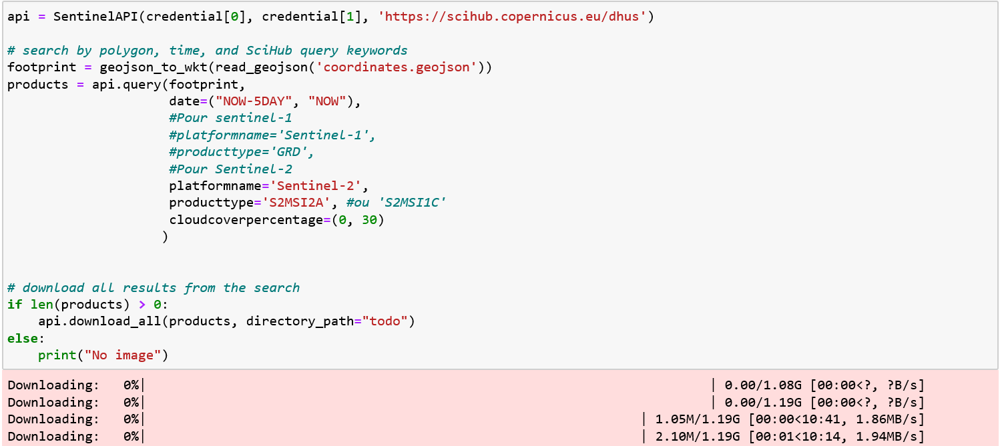 api = SentinelAPI(credential[0], credential[1], 'https://scihub.copernicus.eu/dhus')
# search by polygon, time, and SciHub query keywords
footprint = geojson_to_wkt(read_geojson('coordinates.geojson'))
products = api.query(footprint,
                     date=("NOW-5DAY", "NOW"),
                     #Pour sentinel-1
                     #platformname='Sentinel-1',
                     #producttype='GRD',
                     #Pour Sentinel-2
                     platformname='Sentinel-2',
                     producttype='S2MSI2A', #ou 'S2MSI1C'
                     cloudcoverpercentage=(0, 30)
                    )
# download all results from the search
if len(products) > 0:
    api.download_all(products, directory_path="todo")
else:
    print("No image")
Downloading:   0%| | 0.00/1.08G [00:00<?, ?B/s]
Downloading:   0%| | 0.00/1.19G [00:00<?, ?B/s]
Downloading:   0%| | 1.05M/1.19G [00:00<10:41, 1.86MB/s]
Downloading:   0%| | 2.10M/1.19G [00:01<10:14, 1.94MB/s]